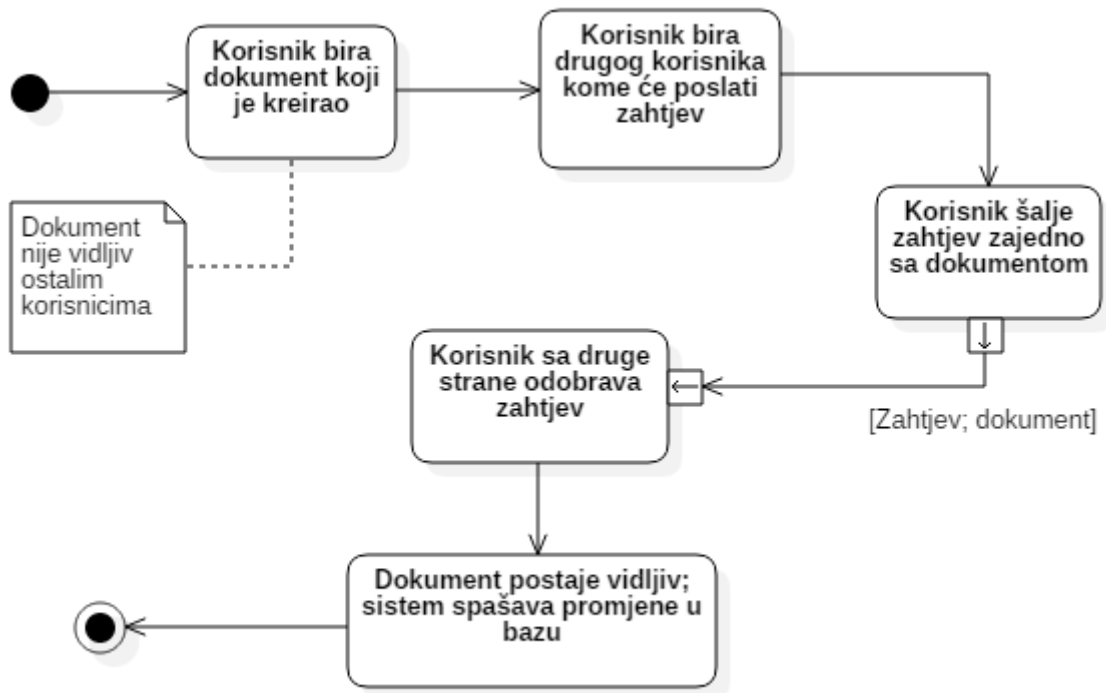 Korisnik bira
dokument koji
je kreirao
Korisnik bira
drugog korisnika
kome će poslati
zahtjev
Dokument
nije vidljiv
ostalim
korisnicima
Korisnik šalje
zahtjev zajedno
sa dokumentom
Korisnik sa druge
strane odobrava
zahtjev
[Zahtjev; dokument]
Dokument postaje vidljiv;
sistem spašava promjene u
bazu